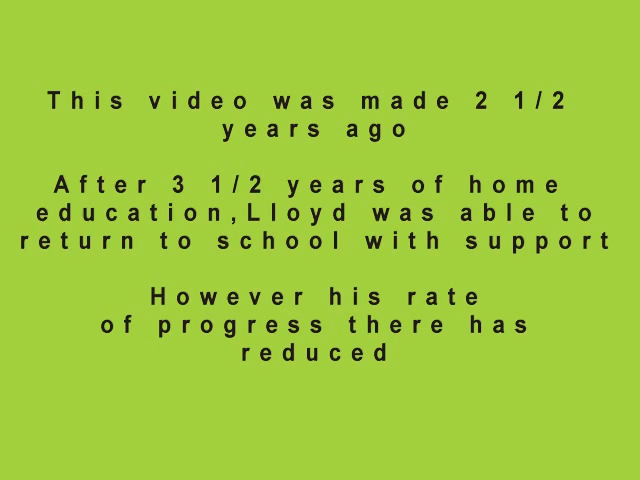 This video was made 2 1/2
years ago
After 3 1/2 years of home
education,Lloyd was able to
return to school with support
However his rate
of progress there has
reduced